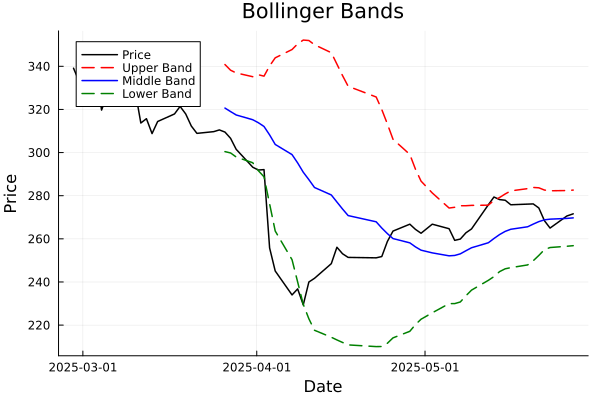 Bollinger Bands
Price
Upper Band
Middle Band
Lower Band
Price
340
320
300
280
260
240
220
2025-03-01
2025-04-01
2025-05-01
Date